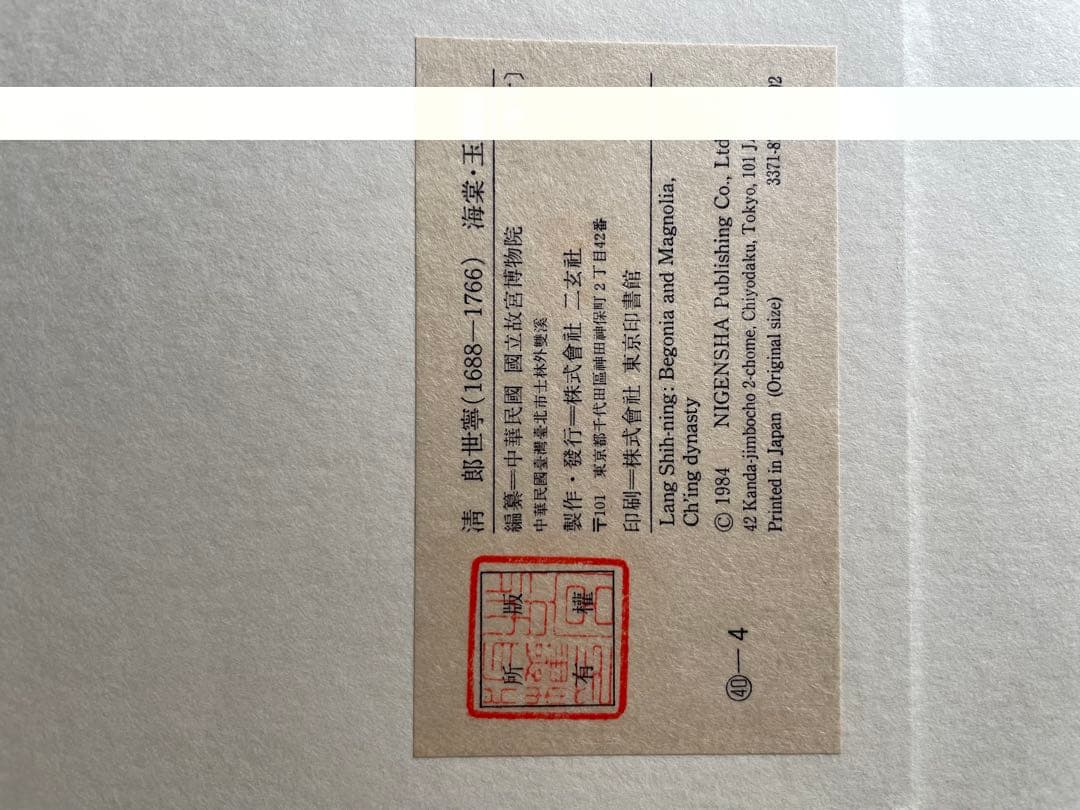 清 郎世寧(1688—1766) 海棠・玉
編纂＝中華民國 國立故宮博物院
中華民國臺灣臺北市士林外雙溪
製作・發行＝株式會社 二玄社
〒101 東京都千代田區神田神保町2丁目42番
印刷＝株式會社 東京印書館
Lang Shih-ning: Begonia and Magnolia,
Ch'ing dynasty
© 1984 NIGENSHA Publishing Co., Ltd
42 Kanda-jimbocho 2-chome, Chiyodaku, Tokyo, 101 J
Printed in Japan (Original size) 3371-8
版權
所有
㊵—4